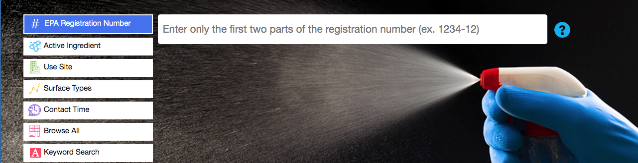 # EPA Registration Number
Enter only the first two parts of the registration number (ex. 1234-12)
?
Active Ingredient
Use Site
Surface Types
Contact Time
Browse All
A Keyword Search